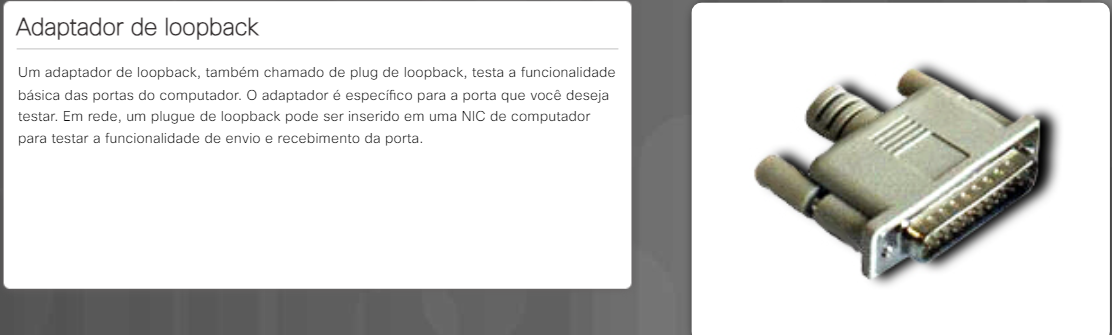 Adaptador de loopback
Um adaptador de loopback, também chamado de plug de loopback, testa a funcionalidade
básica das portas do computador. O adaptador é específico para a porta que você deseja
testar. Em rede, um plugue de loopback pode ser inserido em uma NIC de computador
para testar a funcionalidade de envio e recebimento da porta.